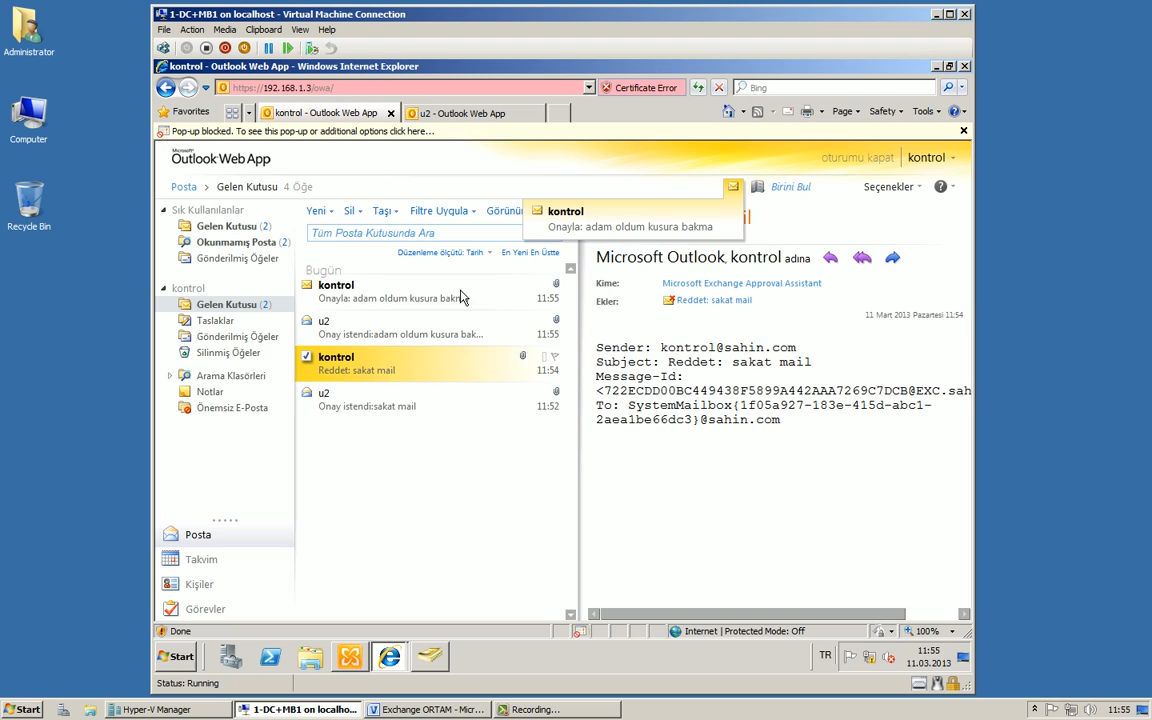 Administrator
Computer
Recycle Bin
1-DC+MB1 on localhost - Virtual Machine Connection
File Action Media Clipboard View Help
kontrol - Outlook Web App - Windows Internet Explorer
https://192.168.1.3/owa/ Certificate Error Bing
Favorites kontrol - Outlook Web App u2 - Outlook Web App Page Safety Tools
Pop-up blocked. To see this pop-up or additional options click here...
Microsoft
Outlook Web App oturumu kapat kontrol
Posta > Gelen Kutusu 4 Öğe Birini Bul Seçenekler
Sık Kullanılanlar
Gelen Kutusu (2)
Okunmamış Posta (2)
Gönderilmiş Öğeler
kontrol
Gelen Kutusu (2)
Taslaklar
Gönderilmiş Öğeler
Silinmiş Öğeler
Arama Klasörleri
Notlar
Önemsiz E-Posta
Posta
Takvim
Kişiler
Görevler
Yeni Sil Taşı Filtre Uygula
Tüm Posta Kutusunda Ara
Düzenleme ölçütü: Tarih En Yeni En Üstte
Bugün
kontrol
Onayla: adam oldum kusura 11:55
u2
Onay istendi:adam oldum kusura bak... 11:55
kontrol
Reddet: sakat mail 11:54
u2
Onay istendi:sakat mail 11:52
kontrol
Onayla: adam oldum kusura bakma
Microsoft Outlook, kontrol adına
Kime: Microsoft Exchange Approval Assistant
Ekler: Reddet: sakat mail
11 Mart 2013 Pazartesi 11:54
Sender: kontrol@sahin.com
Subject: Reddet: sakat mail
Message-Id:
<722ECDD00BC449438F5899A442AAA7269C7DCB@EXC.sah
To: SystemMailbox{1f05a927-183e-415d-abc1-
2aea1be66dc3}@sahin.com
Done Internet | Protected Mode: Off 100%
Start TR 11:55
11.03.2013
Status: Running
Start Hyper-V Manager 1-DC+MB1 on localho... Exchange ORTAM - Micr... Recording... 11:55